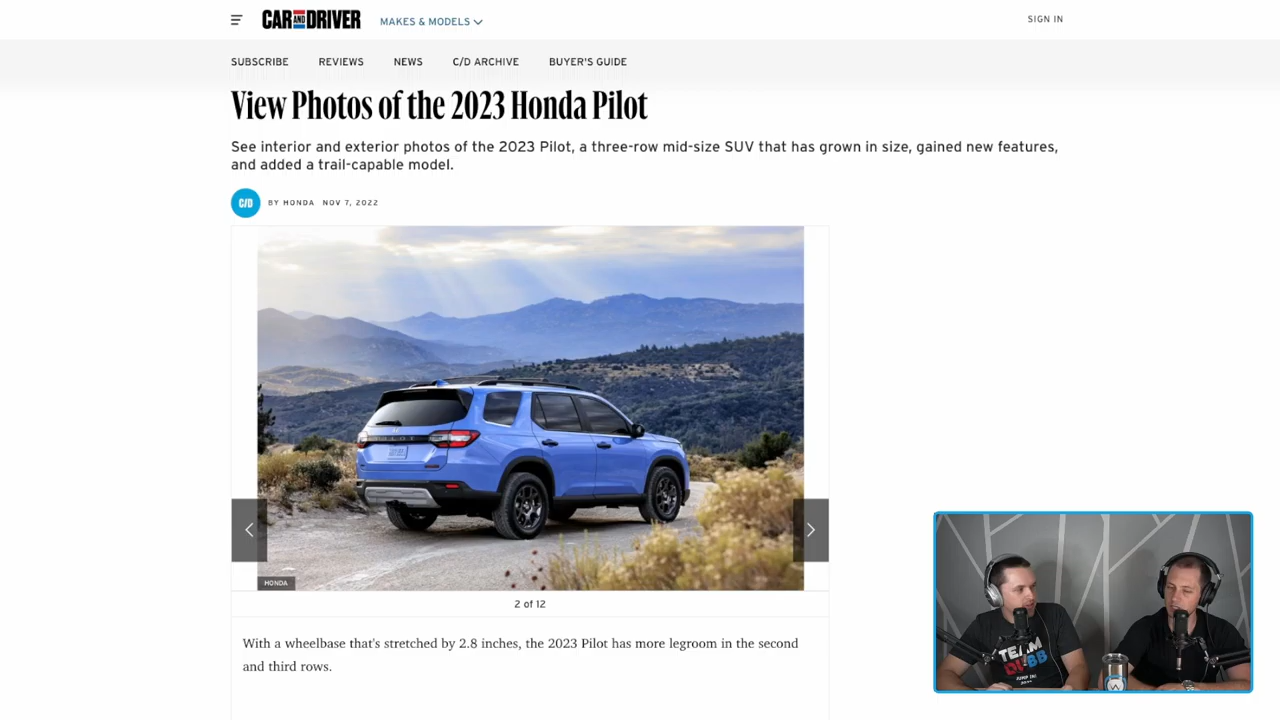 CAR AND DRIVER
MAKES & MODELS
SIGN IN
SUBSCRIBE REVIEWS NEWS C/D ARCHIVE BUYER'S GUIDE
View Photos of the 2023 Honda Pilot
See interior and exterior photos of the 2023 Pilot, a three-row mid-size SUV that has grown in size, gained new features,
and added a trail-capable model.
C/D BY HONDA NOV 7, 2022
PILOT
HONDA
2 of 12
With a wheelbase that's stretched by 2.8 inches, the 2023 Pilot has more legroom in the second
and third rows.
TEAM
DUBB